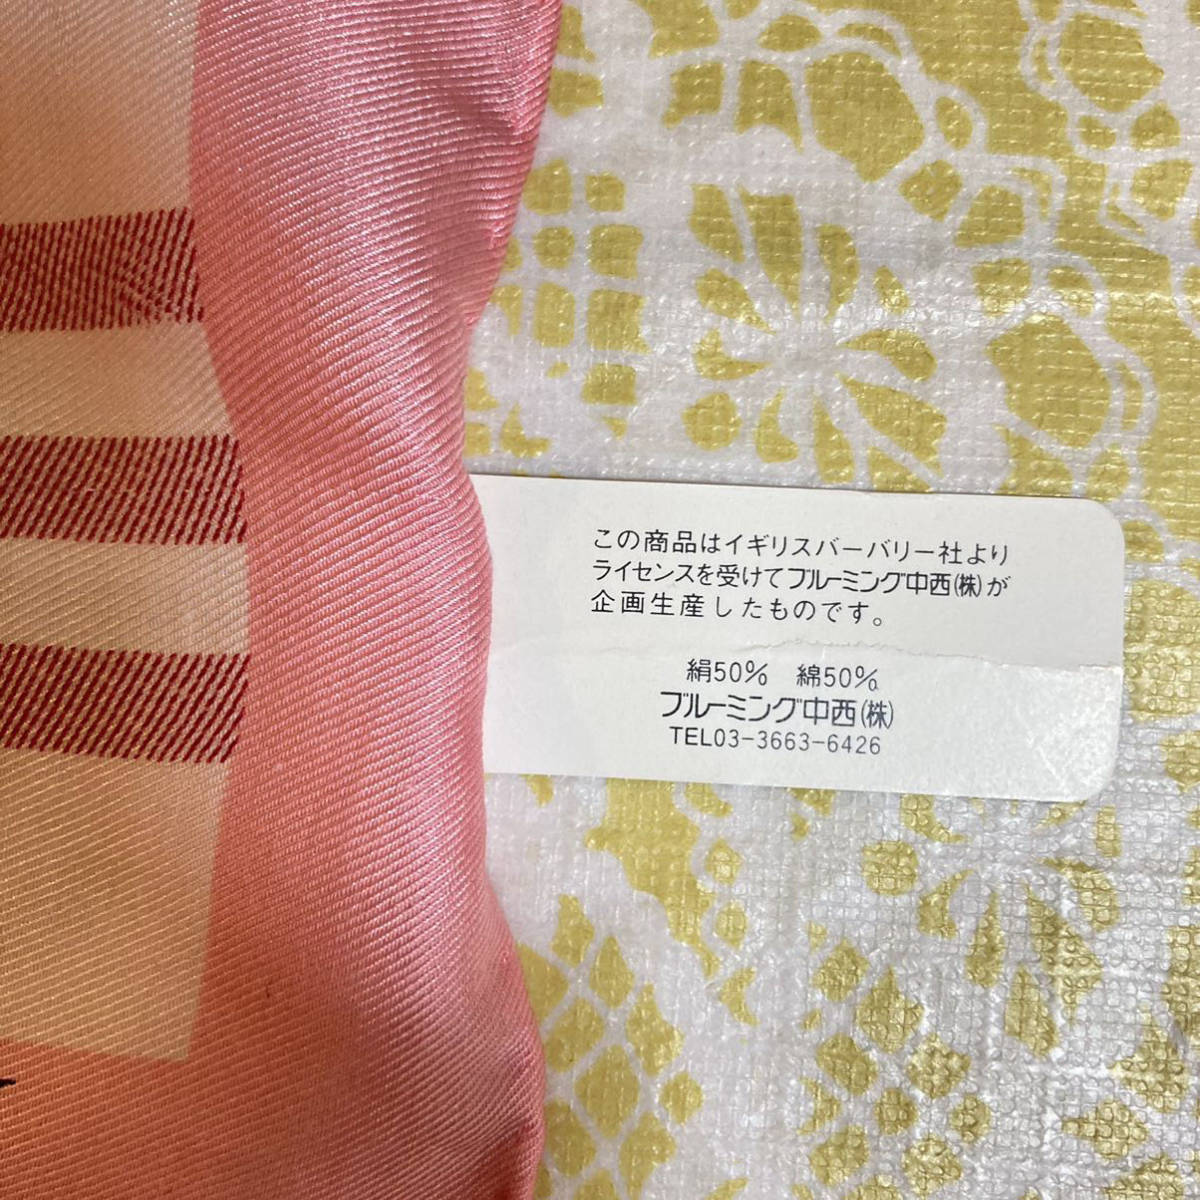 この商品はイギリスバーバリー社より
ライセンスを受けてブルーミング中西(株)が
企画生産したものです。
絹50% 綿50%
ブルーミング中西(株)
TEL03-3663-6426